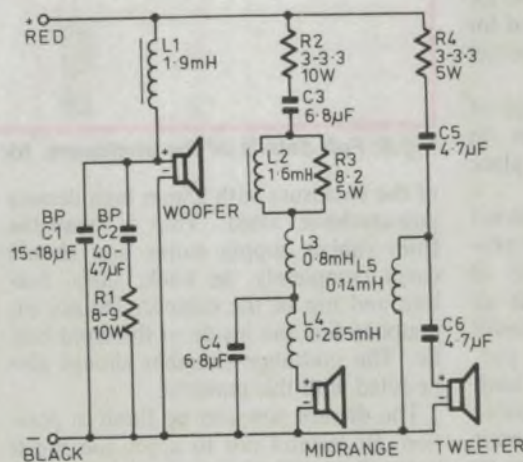 +
RED
L1
1·9mH
R2
3-3·3
10W
R4
3-3·3
5W
C3
6·8µF
C5
4·7µF
L2
1·6mH
R3
8·2
5W
+
-
WOOFER
BP
C1
15-18µF
BP
C2
40-
47µF
R1
8-9
10W
L3
0·8mH
L5
0·14mH
C4
6·8µF
L4
0·265mH
C6
4·7µF
+
-
+
-
-
BLACK
MIDRANGE
TWEETER